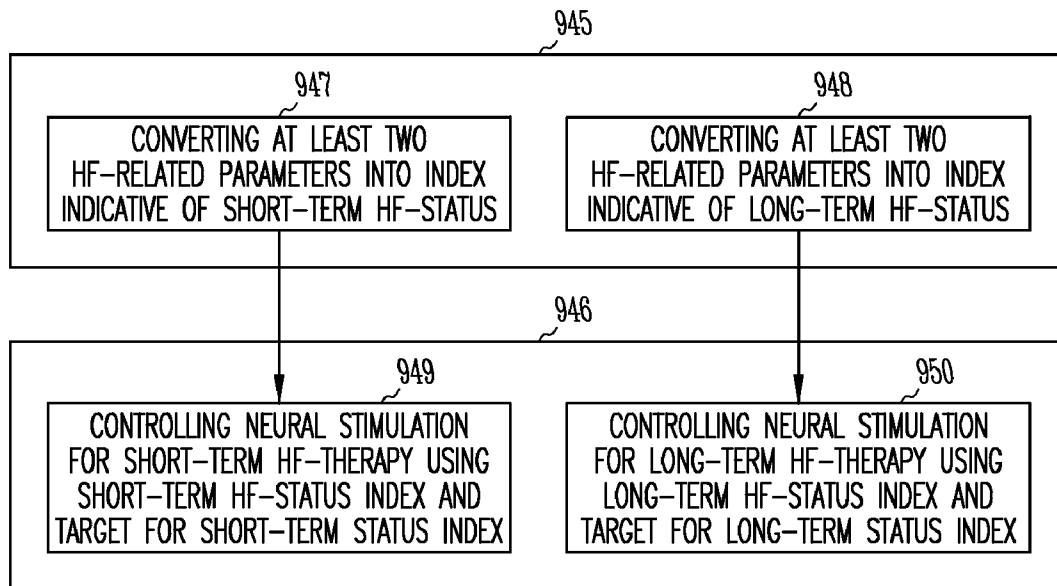 945
947
CONVERTING AT LEAST TWO
HF-RELATED PARAMETERS INTO INDEX
INDICATIVE OF SHORT-TERM HF-STATUS
948
CONVERTING AT LEAST TWO
HF-RELATED PARAMETERS INTO INDEX
INDICATIVE OF LONG-TERM HF-STATUS
946
949
CONTROLLING NEURAL STIMULATION
FOR SHORT-TERM HF-THERAPY USING
SHORT-TERM HF-STATUS INDEX AND
TARGET FOR SHORT-TERM STATUS INDEX
950
CONTROLLING NEURAL STIMULATION
FOR LONG-TERM HF-THERAPY USING
LONG-TERM HF-STATUS INDEX AND
TARGET FOR LONG-TERM STATUS INDEX